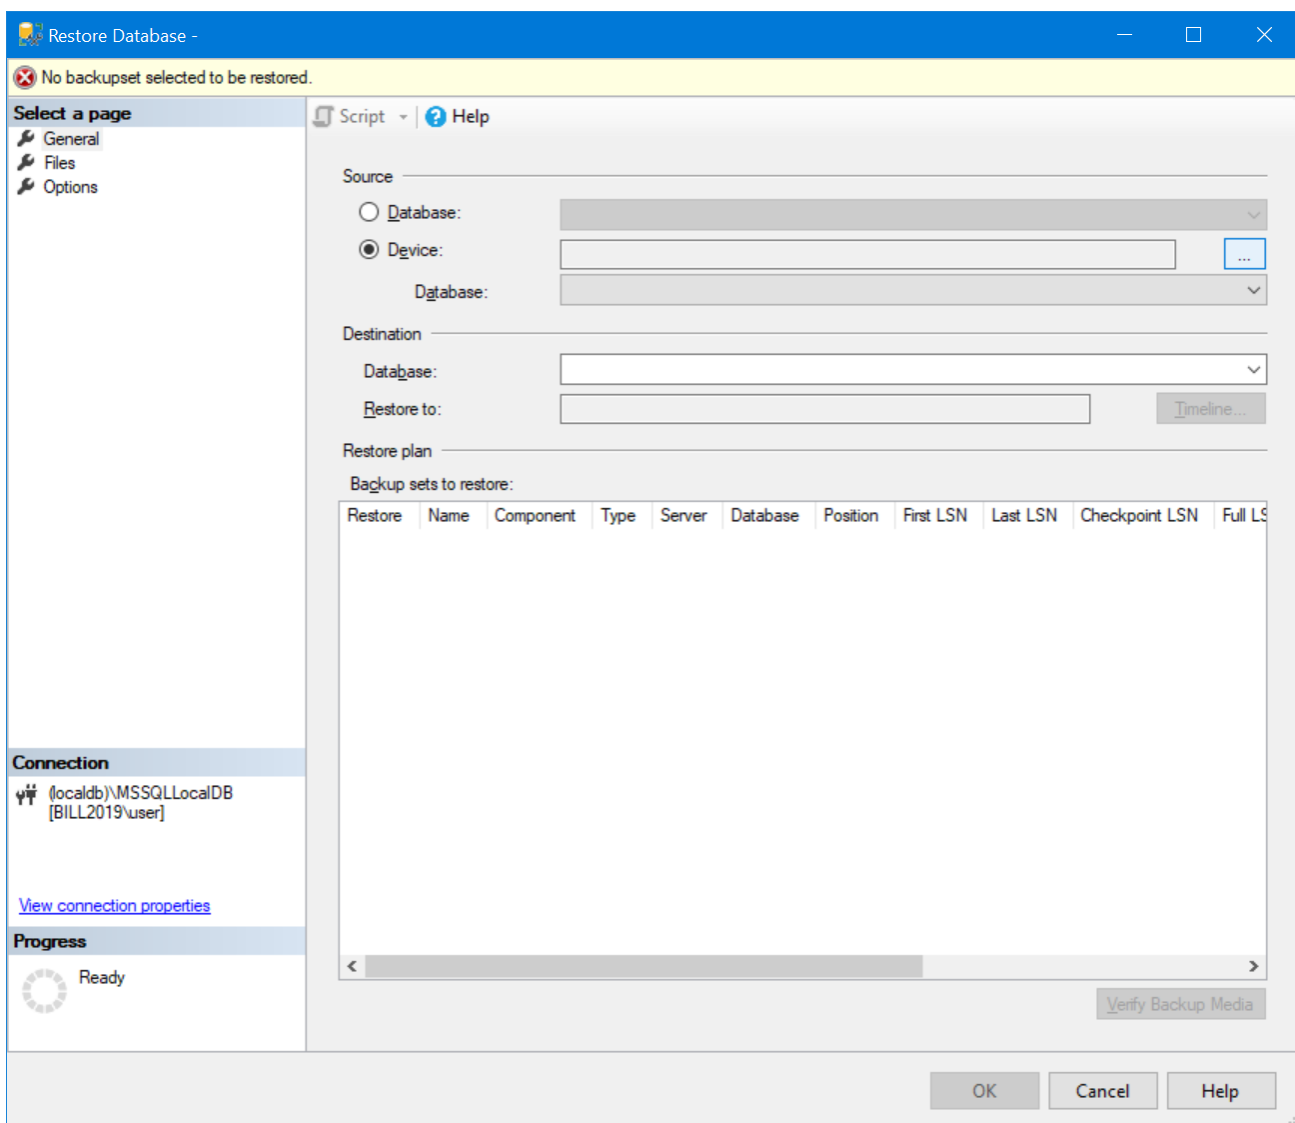 Restore Database -
No backupset selected to be restored.
Select a page
General
Files
Options
Script
Help
Source
Database:
Device:
...
Database:
Destination
Database:
Restore to:
Timeline...
Restore plan
Backup sets to restore:
Restore Name Component Type Server Database Position First LSN Last LSN Checkpoint LSN Full LS
Connection
(localdb)\MSSQLLocalDB
[BILL2019\user]
View connection properties
Progress
Ready
Verify Backup Media
OK Cancel Help